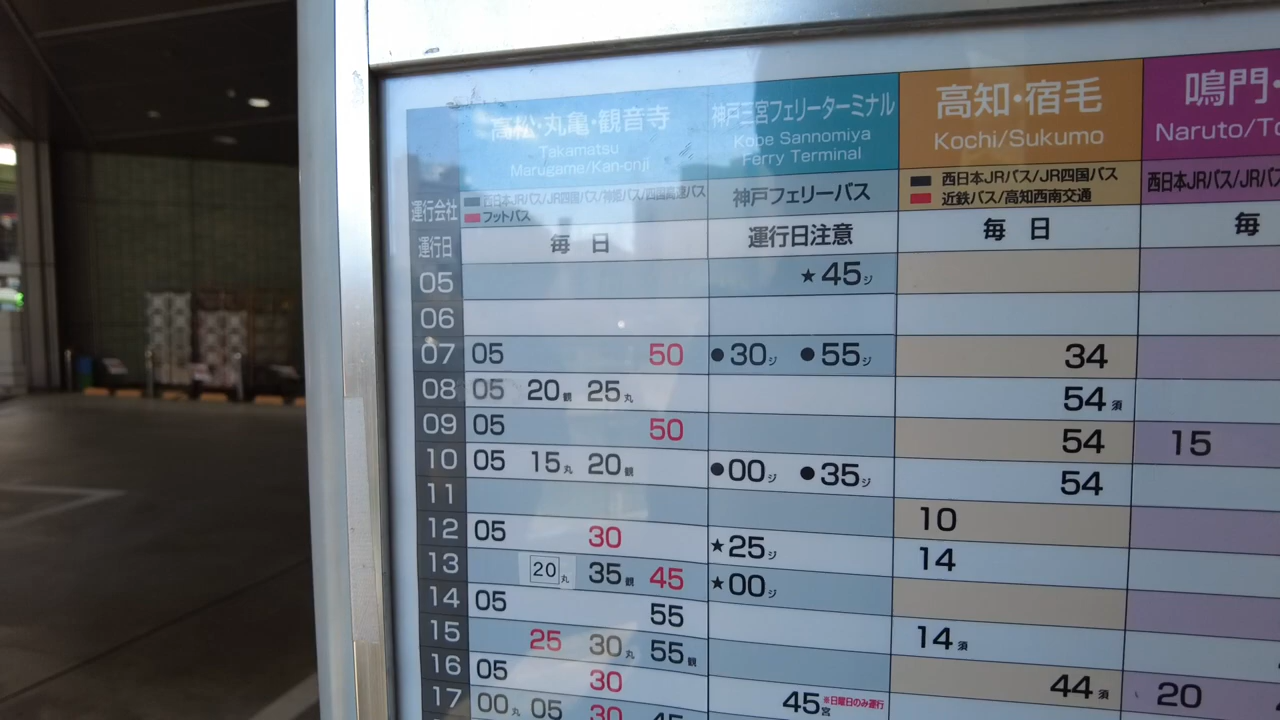 高松・丸亀・観音寺 神戸三宮フェリーターミナル 高知・宿毛 鳴門・
Takamatsu Kobe Sannomiya Kochi/Sukumo Naruto/To
Marugame/Kan-onji Ferry Terminal
運行会社 西日本JRバス/JR四国バス/神姫バス/四国高速バス 神戸フェリーバス 西日本JRバス/JR四国バス 西日本JRバス/JRバ
フットバス 近鉄バス/高知西南交通
運行日 毎 日 運行日注意 毎 日 毎
05 ★45ジ
06
07 05 50 ●30ジ ●55ジ 34
08 05 20観 25丸 54須
09 05 50 54 15
10 05 15丸 20観 ●00ジ ●35ジ 54
11 10
12 05 30 ★25ジ 14
13 20丸 35観 45 ★00ジ
14 05 55 14須
15 25 30丸 55観
16 05 30 44須
17 00丸 05 30 45 45宮 ※日曜日のみ運行 20